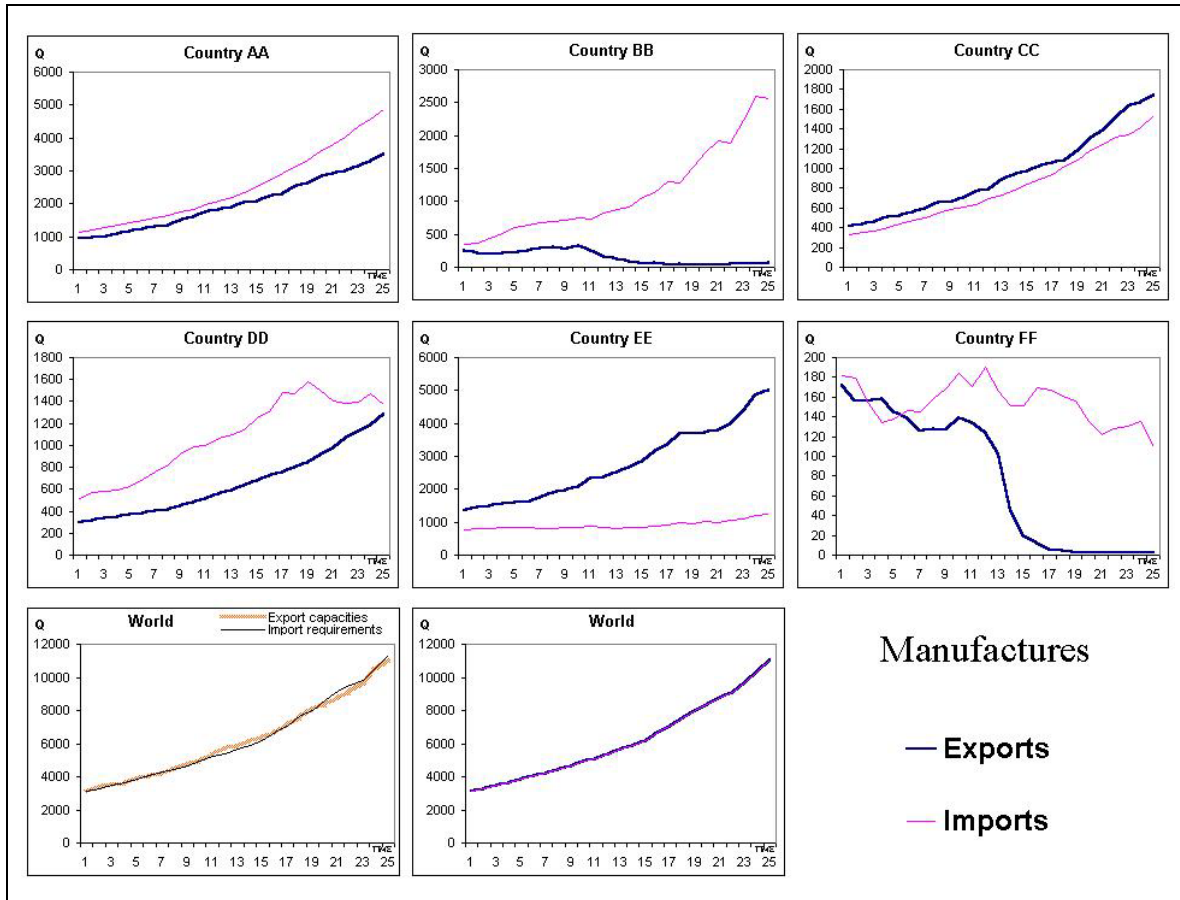 Q Country AA
6000
5000
4000
3000
2000
1000
0
TIME
1 3 5 7 9 11 13 15 17 19 21 23 25
Q Country BB
3000
2500
2000
1500
1000
500
0
TIME
1 3 5 7 9 11 13 15 17 19 21 23 25
Q Country CC
2000
1800
1600
1400
1200
1000
800
600
400
200
0
TIME
1 3 5 7 9 11 13 15 17 19 21 23 25
Q Country DD
1800
1600
1400
1200
1000
800
600
400
200
0
TIME
1 3 5 7 9 11 13 15 17 19 21 23 25
Q Country EE
6000
5000
4000
3000
2000
1000
0
TIME
1 3 5 7 9 11 13 15 17 19 21 23 25
Q Country FF
200
180
160
140
120
100
80
60
40
20
0
TIME
1 3 5 7 9 11 13 15 17 19 21 23 25
Q World
Export capacities
Import requirements
12000
10000
8000
6000
4000
2000
0
TIME
1 3 5 7 9 11 13 15 17 19 21 23 25
Q World
12000
10000
8000
6000
4000
2000
0
TIME
1 3 5 7 9 11 13 15 17 19 21 23 25
Manufactures
Exports
Imports